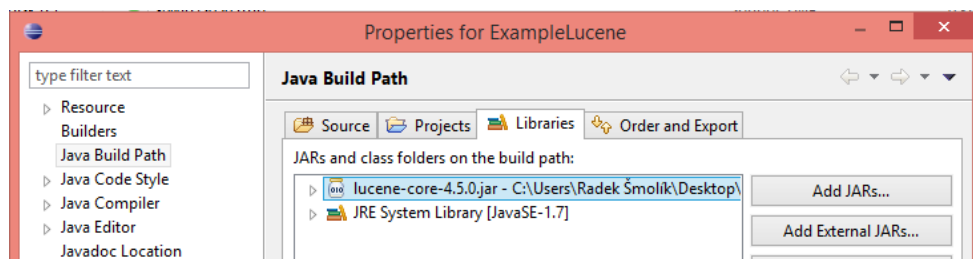 Properties for ExampleLucene
type filter text
Java Build Path
Resource
Builders
Java Build Path
Java Code Style
Java Compiler
Java Editor
Javadoc Location
Source
Projects
Libraries
Order and Export
JARs and class folders on the build path:
lucene-core-4.5.0.jar - C:\Users\Radek Šmolík\Desktop\
JRE System Library [JavaSE-1.7]
Add JARs...
Add External JARs...